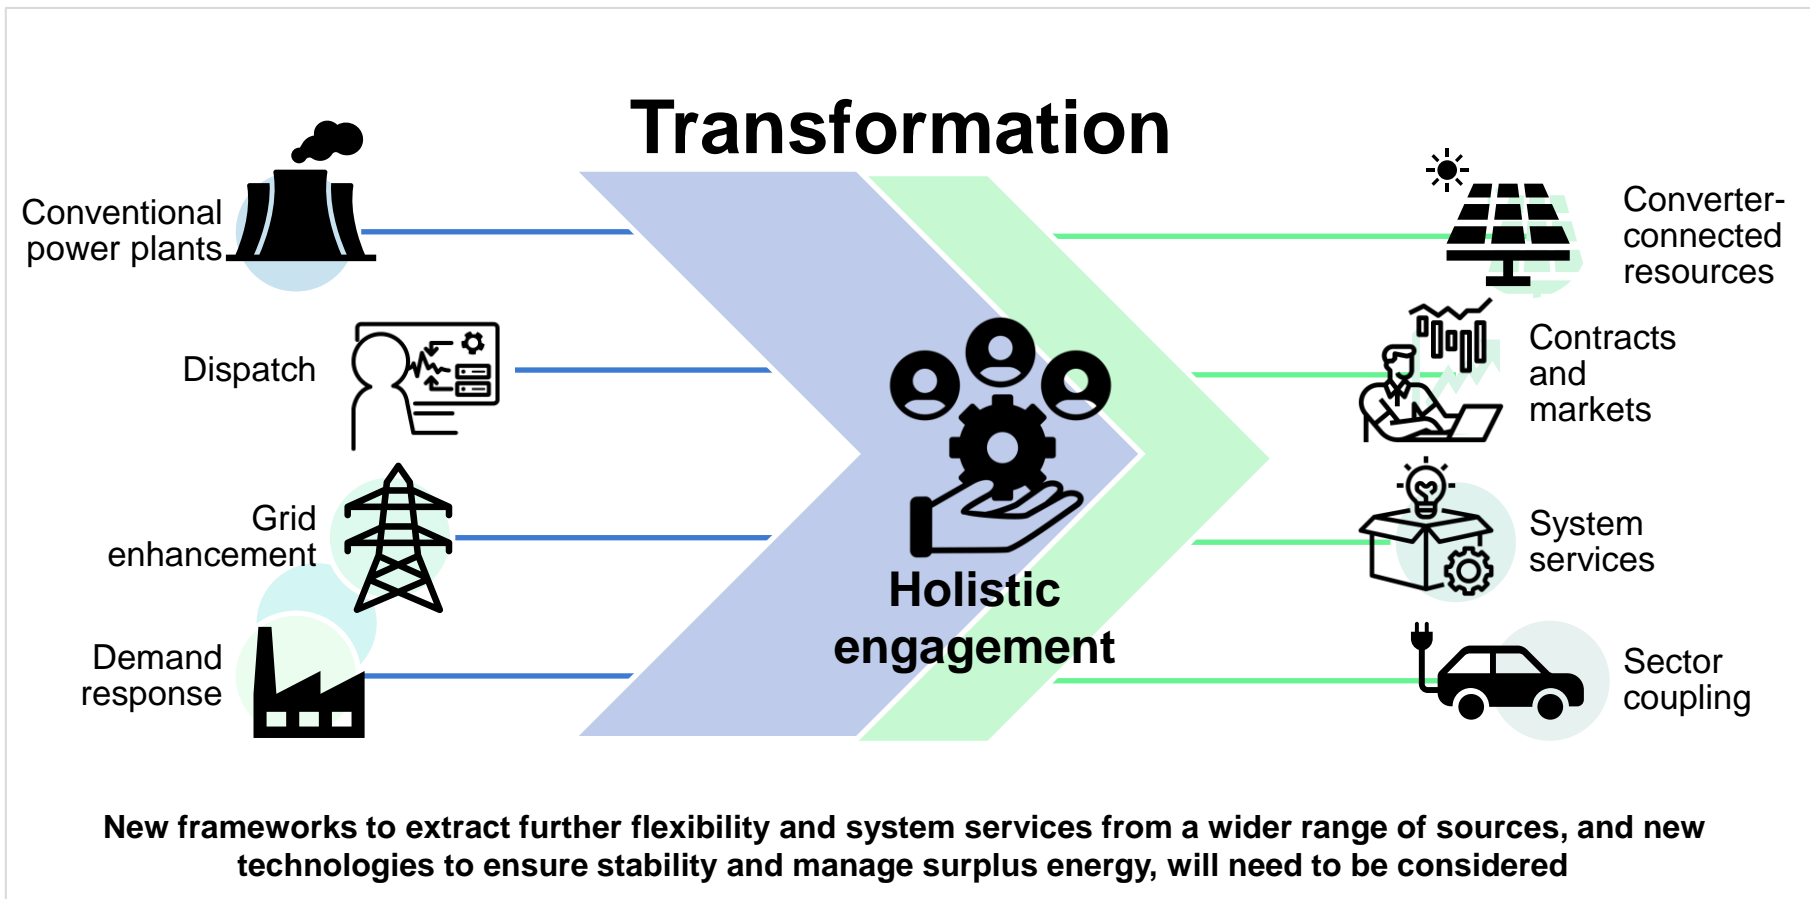 Transformation
Conventional
power plants
Dispatch
Grid
enhancement
Demand
response
Holistic
engagement
Converter-
connected
resources
Contracts
and
markets
System
services
Sector
coupling
New frameworks to extract further flexibility and system services from a wider range of sources, and new
technologies to ensure stability and manage surplus energy, will need to be considered